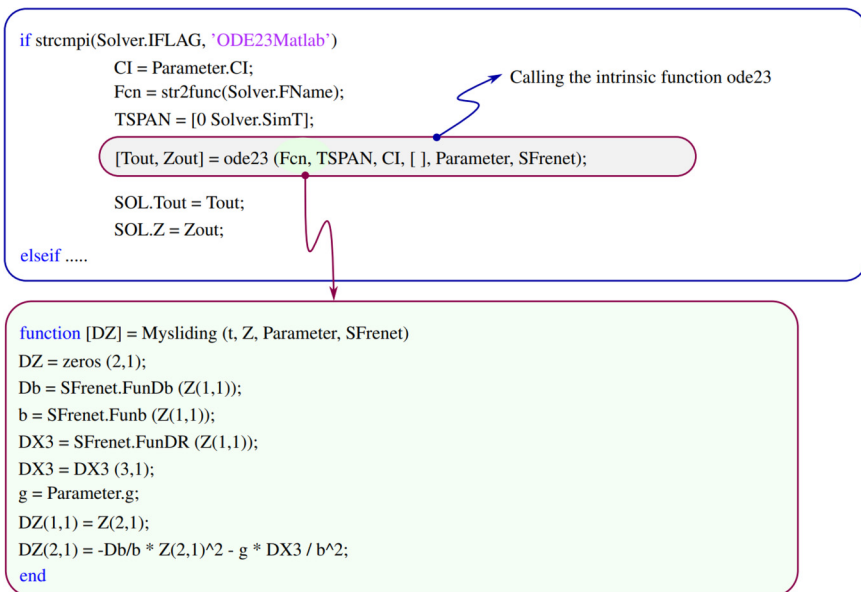 if strcmpi(Solver.IFLAG, 'ODE23Matlab')
CI = Parameter.CI;
Fcn = str2func(Solver.FName);
TSPAN = [0 Solver.SimT];
Calling the intrinsic function ode23
[Tout, Zout] = ode23 (Fcn, TSPAN, CI, [ ], Parameter, SFrenet);
SOL.Tout = Tout;
SOL.Z = Zout;
elseif .....
function [DZ] = Mysliding (t, Z, Parameter, SFrenet)
DZ = zeros (2,1);
Db = SFrenet.FunDb (Z(1,1));
b = SFrenet.Funb (Z(1,1));
DX3 = SFrenet.FunDR (Z(1,1));
DX3 = DX3 (3,1);
g = Parameter.g;
DZ(1,1) = Z(2,1);
DZ(2,1) = -Db/b * Z(2,1)^2 - g * DX3 / b^2;
end